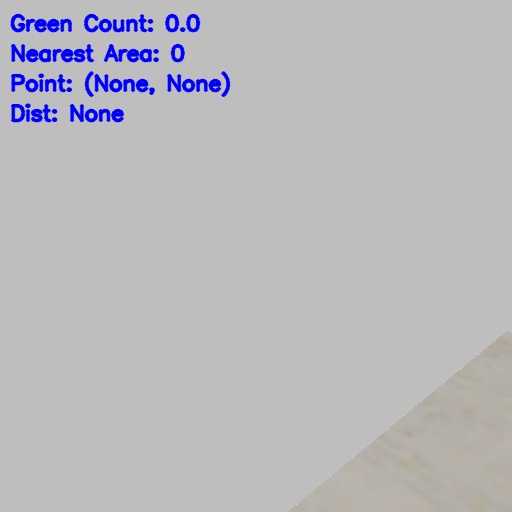 Green Count: 0.0
Nearest Area: 0
Point: (None, None)
Dist: None